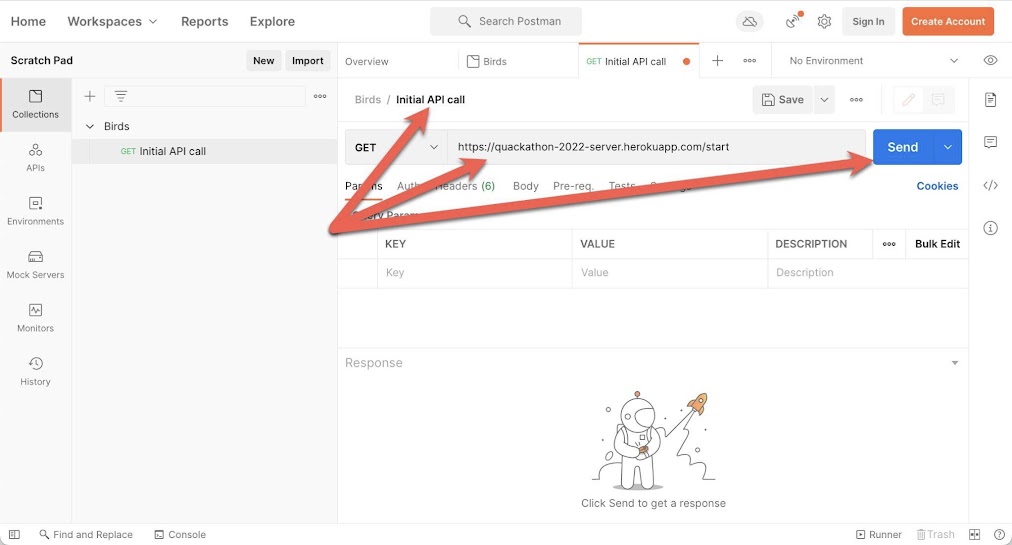 Home Workspaces Reports Explore Search Postman Sign In Create Account
Scratch Pad New Import Overview Birds GET Initial API call No Environment
Collections
Birds / Initial API call Save
Birds
GET https://quackathon-2022-server.herokuapp.com/start Send
GET Initial API call
APIs
Params Headers (6) Body Pre-req. Tests Cookies
Environments
Query Params
KEY VALUE DESCRIPTION Bulk Edit
Key Value Description
Mock Servers
Monitors
Response
History
Click Send to get a response
Find and Replace Console Runner Trash